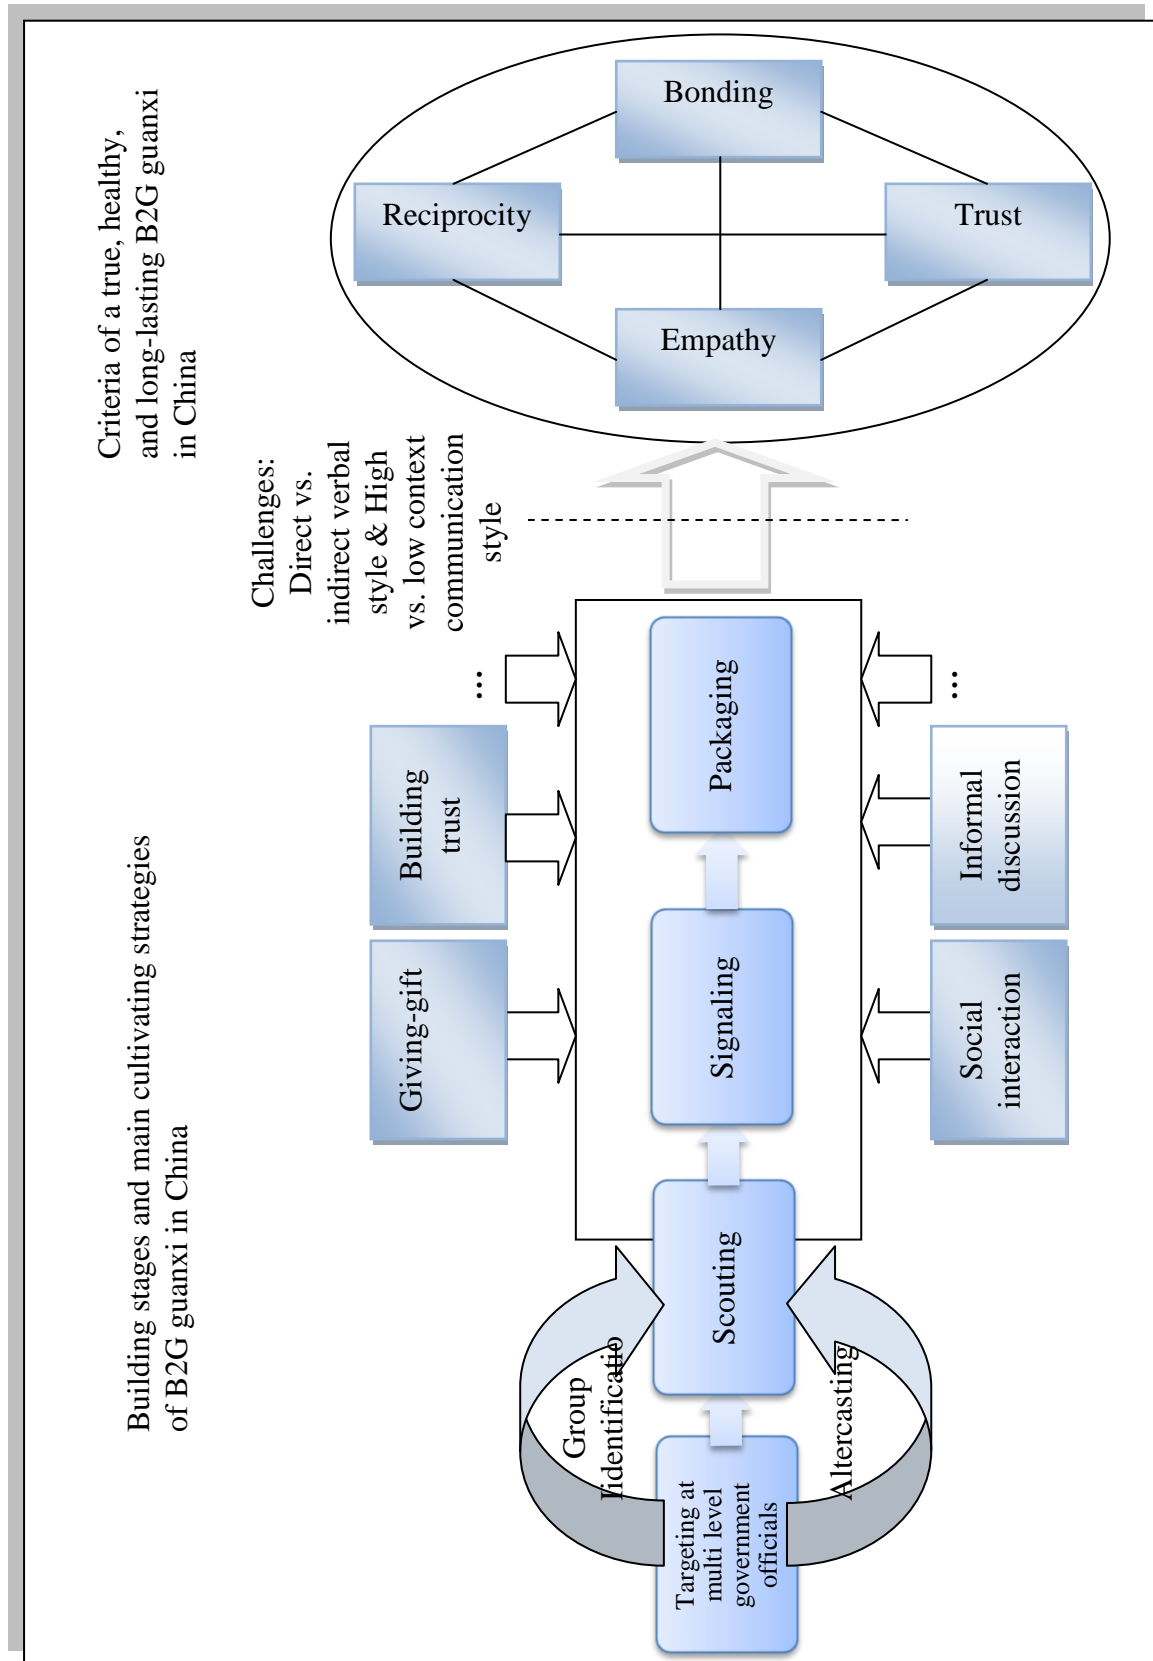 Building stages and main cultivating strategies
of B2G guanxi in China
Criteria of a true, healthy,
and long-lasting B2G guanxi
in China
Challenges:
Direct vs.
indirect verbal
style & High
vs. low context
communication
style
Giving-gift
Building
trust
...
Group
Iidentificatio
Targeting at
multi level
government
officials
Scouting
Signaling
Packaging
Altercasting
Social
interaction
Informal
discussion
...
Reciprocity
Bonding
Empathy
Trust